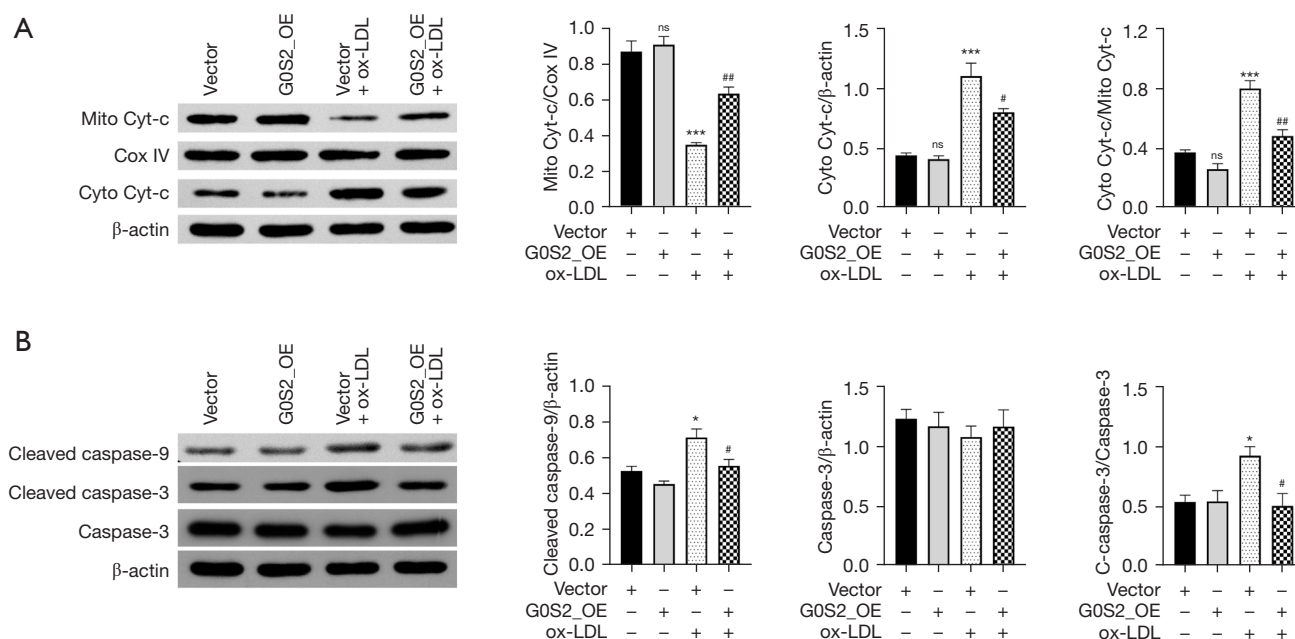 A
Vector
G0S2_OE
Vector
+ ox-LDL
G0S2_OE
+ ox-LDL
Mito Cyt-c
Cox IV
Cyto Cyt-c
β-actin
Mito Cyt-c/Cox IV
1.0
0.8
0.6
0.4
0.2
0.0
ns
***
##
Vector + – + –
G0S2_OE – + – +
ox-LDL – – + +
Cyto Cyt-c/β-actin
1.5
1.0
0.5
0.0
ns
***
#
Vector + – + –
G0S2_OE – + – +
ox-LDL – – + +
Cyto Cyt-c/Mito Cyt-c
1.2
0.8
0.4
0.0
ns
***
##
Vector + – + –
G0S2_OE – + – +
ox-LDL – – + +
B
Vector
G0S2_OE
Vector
+ ox-LDL
G0S2_OE
+ ox-LDL
Cleaved caspase-9
Cleaved caspase-3
Caspase-3
β-actin
Cleaved caspase-9/β-actin
1.0
0.8
0.6
0.4
0.2
0.0
*
#
Vector + – + –
G0S2_OE – + – +
ox-LDL – – + +
Caspase-3/β-actin
1.5
1.0
0.5
0.0
Vector + – + –
G0S2_OE – + – +
ox-LDL – – + +
C-caspase-3/Caspase-3
1.5
1.0
0.5
0.0
*
#
Vector + – + –
G0S2_OE – + – +
ox-LDL – – + +